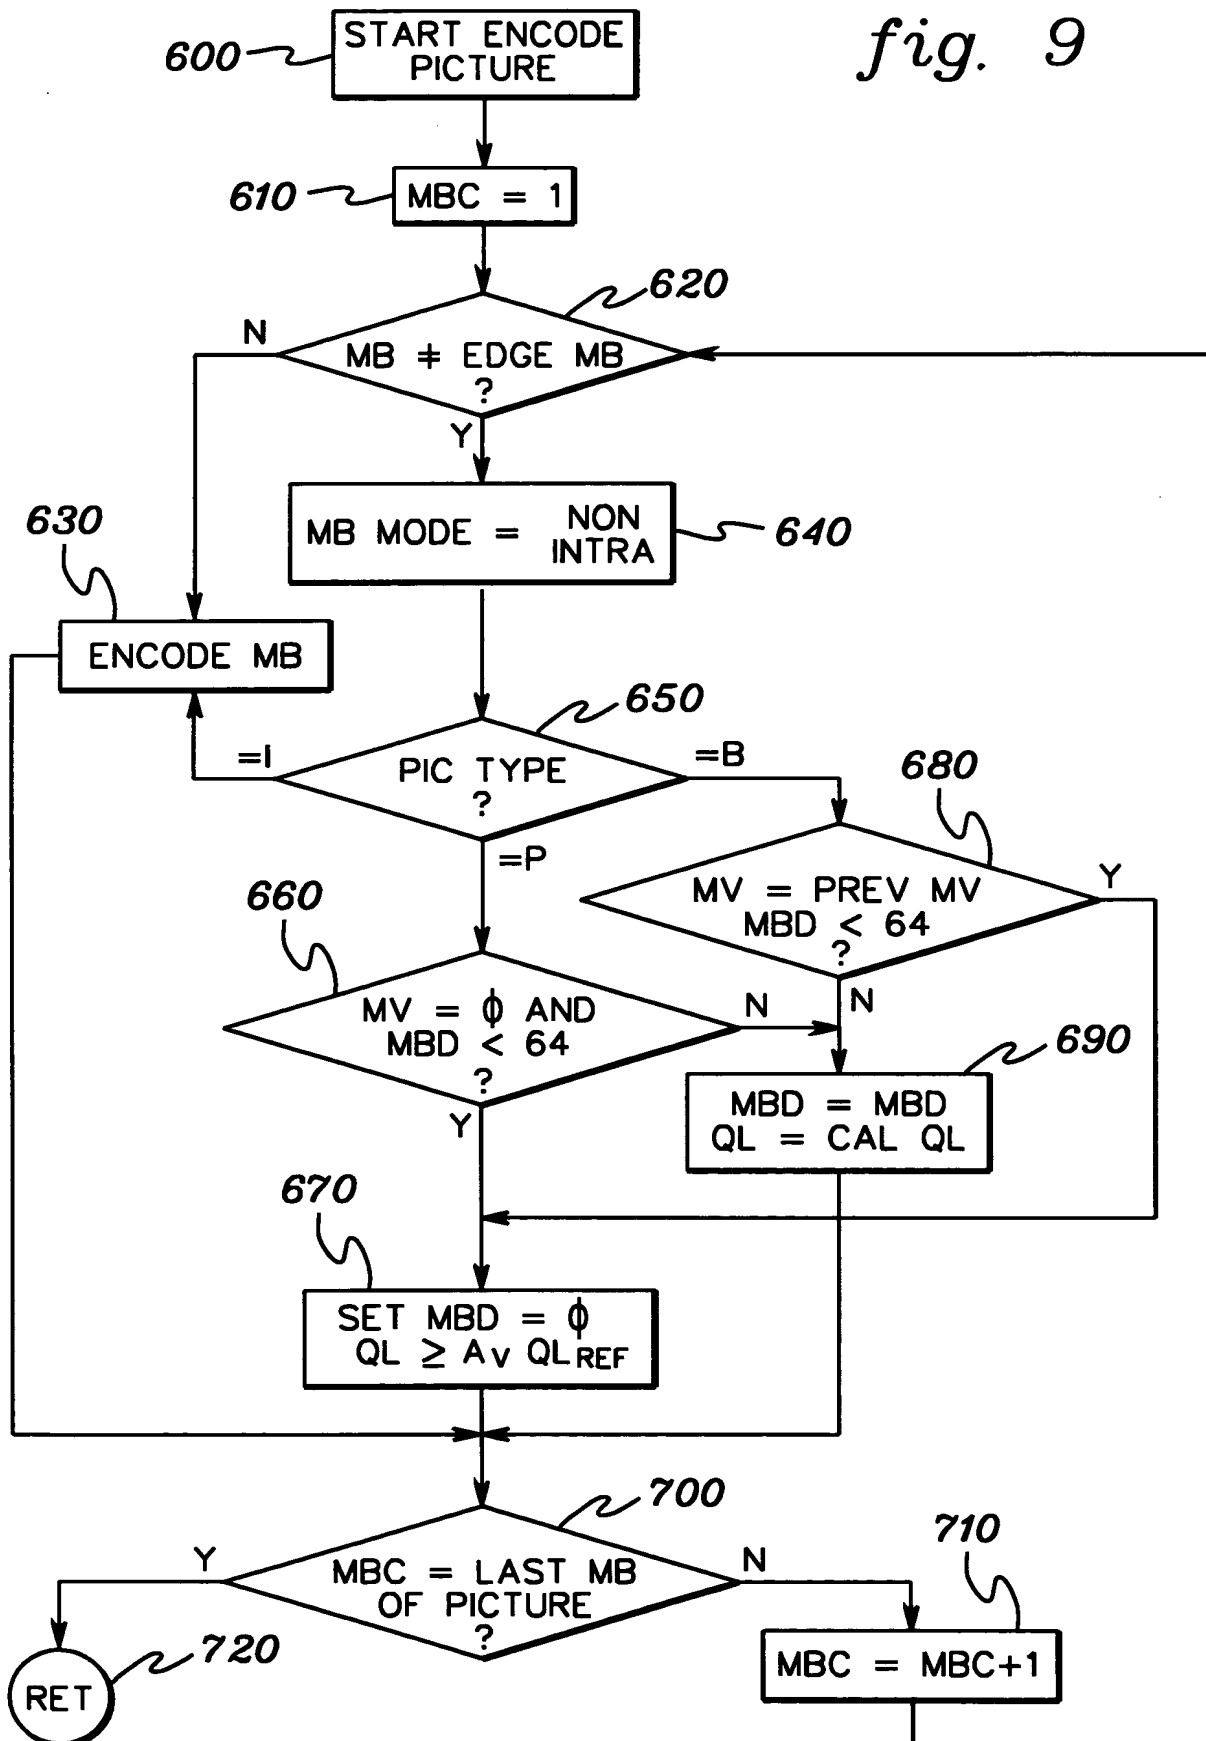 fig. 9
START ENCODE
PICTURE
600
MBC = 1
610
620
N
MB ≠ EDGE MB
?
Y
630
MB MODE = NON
INTRA
640
ENCODE MB
650
=I
PIC TYPE
?
=B
680
=P
MV = PREV MV
MBD < 64
?
Y
660
MV = ϕ AND
MBD < 64
?
N
N
690
Y
MBD = MBD
QL = CAL QL
670
SET MBD = ϕ
QL ≥ AV QLREF
700
Y
MBC = LAST MB
OF PICTURE
?
N
710
720
RET
MBC = MBC+1